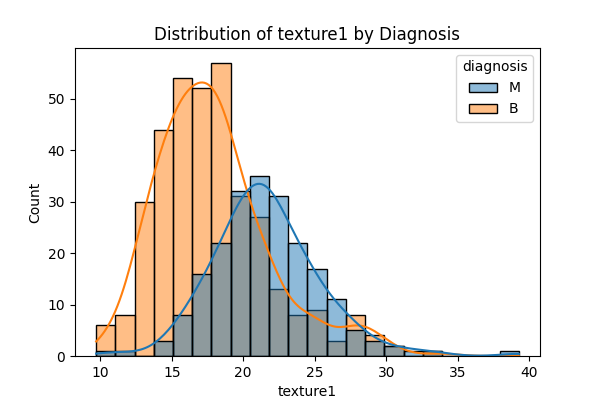 Distribution of texture1 by Diagnosis
diagnosis
M
B
Count
50
40
30
20
10
0
10 15 20 25 30 35 40
texture1